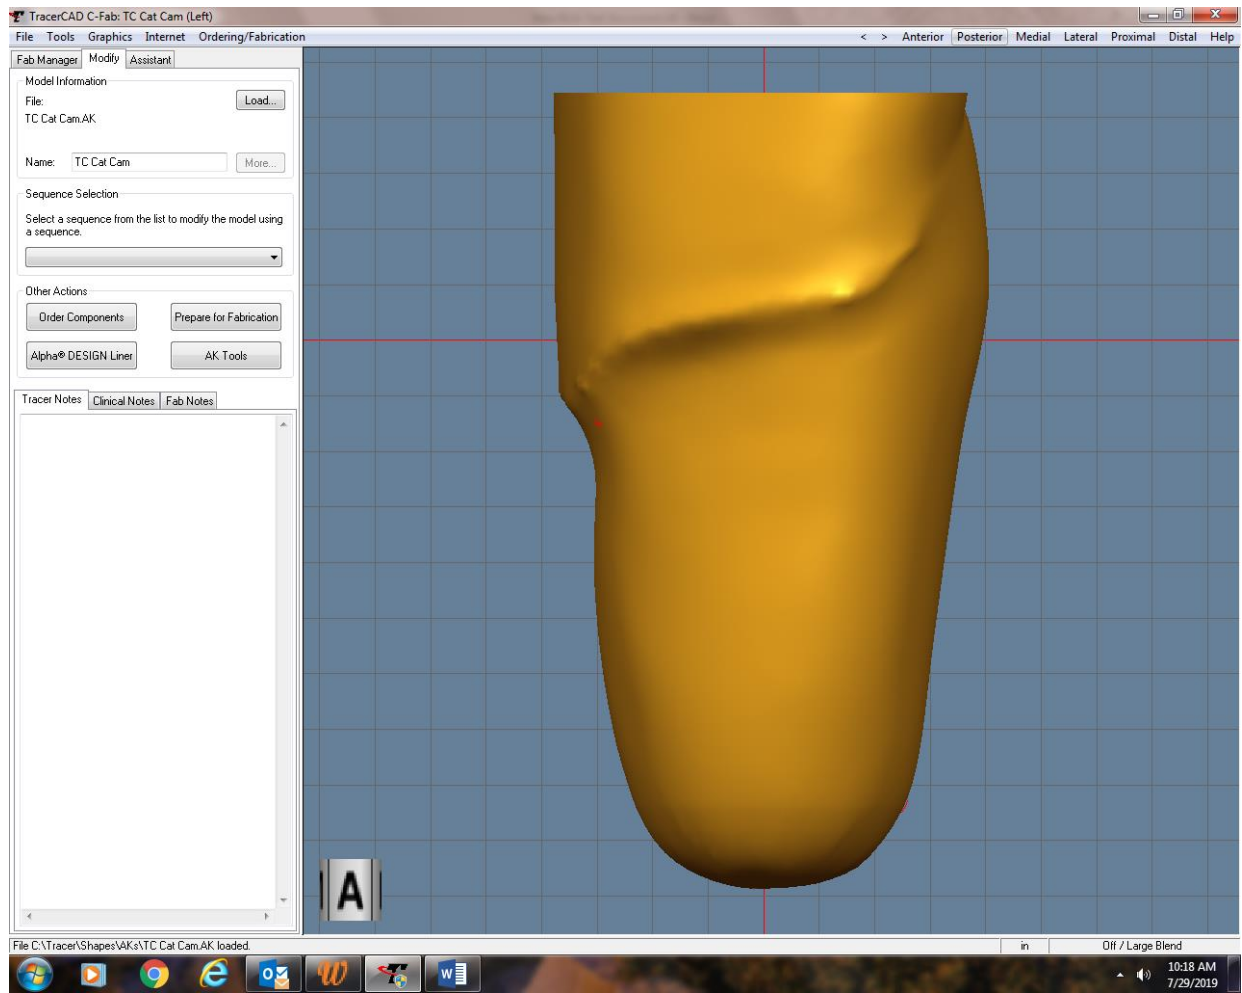 TracerCAD C-Fab: TC Cat Cam (Left)
File Tools Graphics Internet Ordering/Fabrication < > Anterior Posterior Medial Lateral Proximal Distal Help
Fab Manager Modify Assistant
Model Information
File: Load...
TC Cat Cam.AK
Name: TC Cat Cam More...
Sequence Selection
Select a sequence from the list to modify the model using
a sequence.
Other Actions
Order Components Prepare for Fabrication
Alpha® DESIGN Liner AK Tools
Tracer Notes Clinical Notes Fab Notes
A
File C:\Tracer\Shapes\AKs\TC Cat Cam.AK loaded. in Off / Large Blend
10:18 AM
7/29/2019